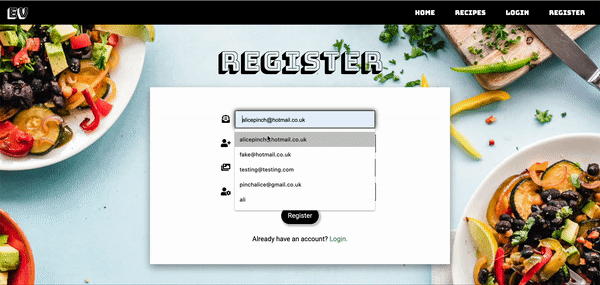 EV
HOME
RECIPES
LOGIN
REGISTER
REGISTER
alicepinch@hotmail.co.uk
alicepinch@hotmail.co.uk
fake@hotmail.co.uk
testing@testing.com
pinchalice@gmail.co.uk
ali
Register
Already have an account? Login.